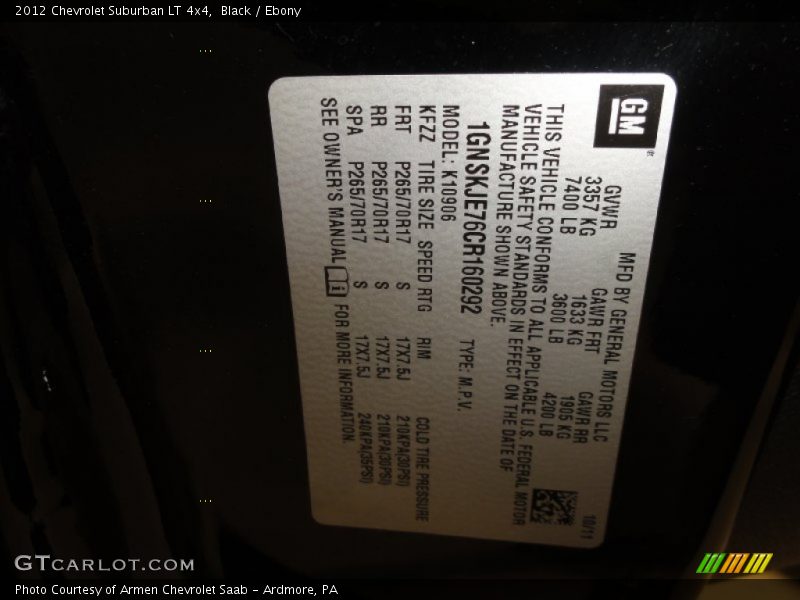 2012 Chevrolet Suburban LT 4x4, Black / Ebony
GM
MFD BY GENERAL MOTORS LLC
10/11
GVWR GAWR FRT GAWR RR
3357 KG 1633 KG 1905 KG
7400 LB 3600 LB 4200 LB
THIS VEHICLE CONFORMS TO ALL APPLICABLE U.S. FEDERAL MOTOR
VEHICLE SAFETY STANDARDS IN EFFECT ON THE DATE OF
MANUFACTURE SHOWN ABOVE.
1GNSKJE76CR160292 TYPE: M.P.V.
MODEL: K10906
KFZZ TIRE SIZE SPEED RTG RIM COLD TIRE PRESSURE
FRT P265/70R17 S 17X7.5J 210KPA(30PSI)
RR P265/70R17 S 17X7.5J 210KPA(30PSI)
SPA P265/70R17 S 17X7.5J 240KPA(35PSI)
SEE OWNER'S MANUAL FOR MORE INFORMATION.
GTCARLOT.COM
Photo Courtesy of Armen Chevrolet Saab - Ardmore, PA